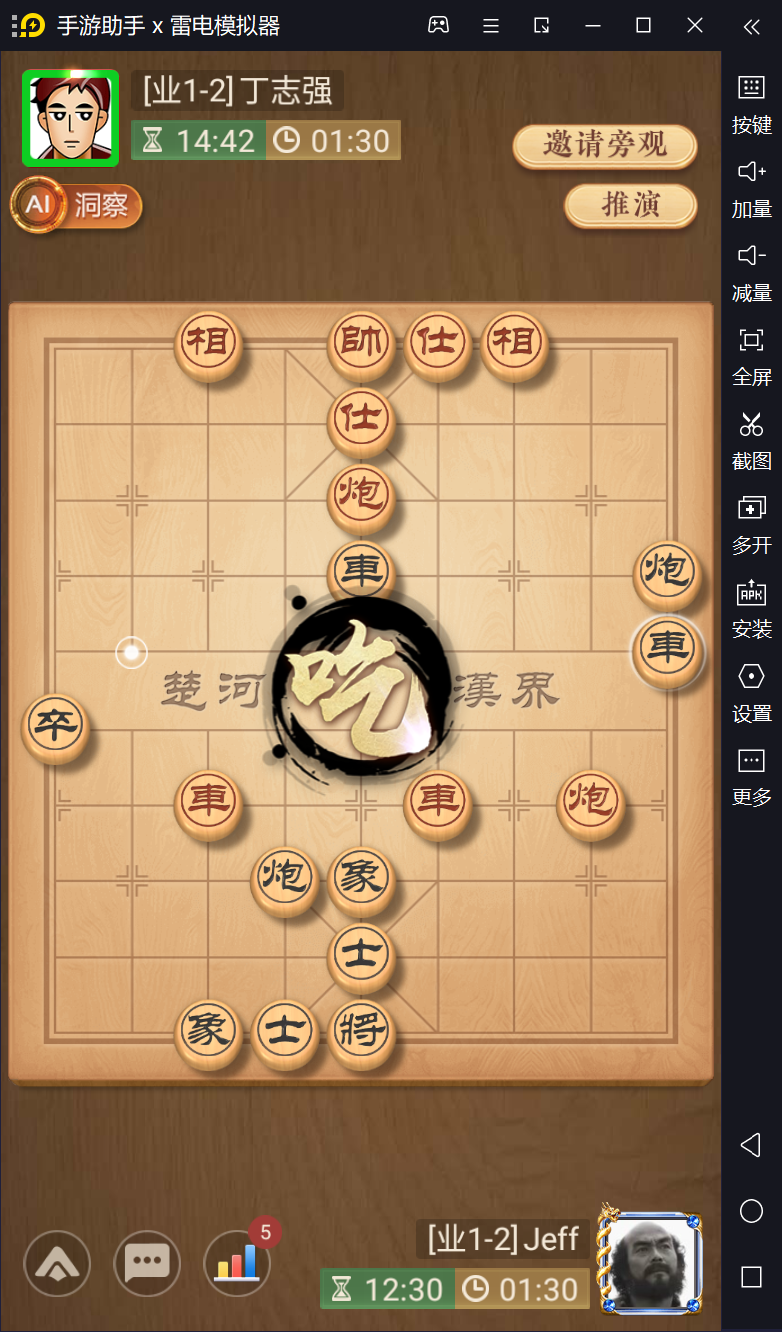 手游助手 x 雷电模拟器
[业1-2]丁志强
14:42 01:30
邀请旁观
AI 洞察
推演
按键
加量
减量
全屏
截图
多开
APK
安装
设置
更多
相 帥 仕 相
仕
炮
車 炮
車
楚河 吃 漢界
卒
車 車 炮
炮 象
士
象 士 將
5
[业1-2]Jeff
12:30 01:30